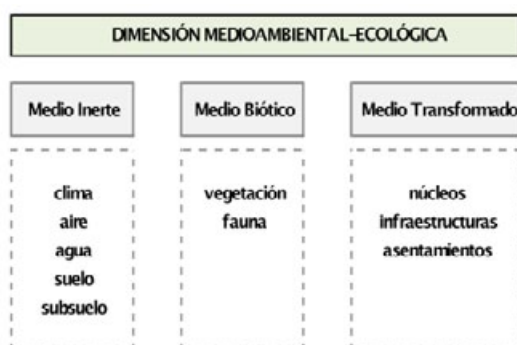 DIMENSIÓN MEDIOAMBIENTAL-ECOLÓGICA
Medio Inerte
clima
aire
agua
suelo
subsuelo
Medio Biótico
vegetación
fauna
Medio Transformado
núcleos
infraestructuras
asentamientos